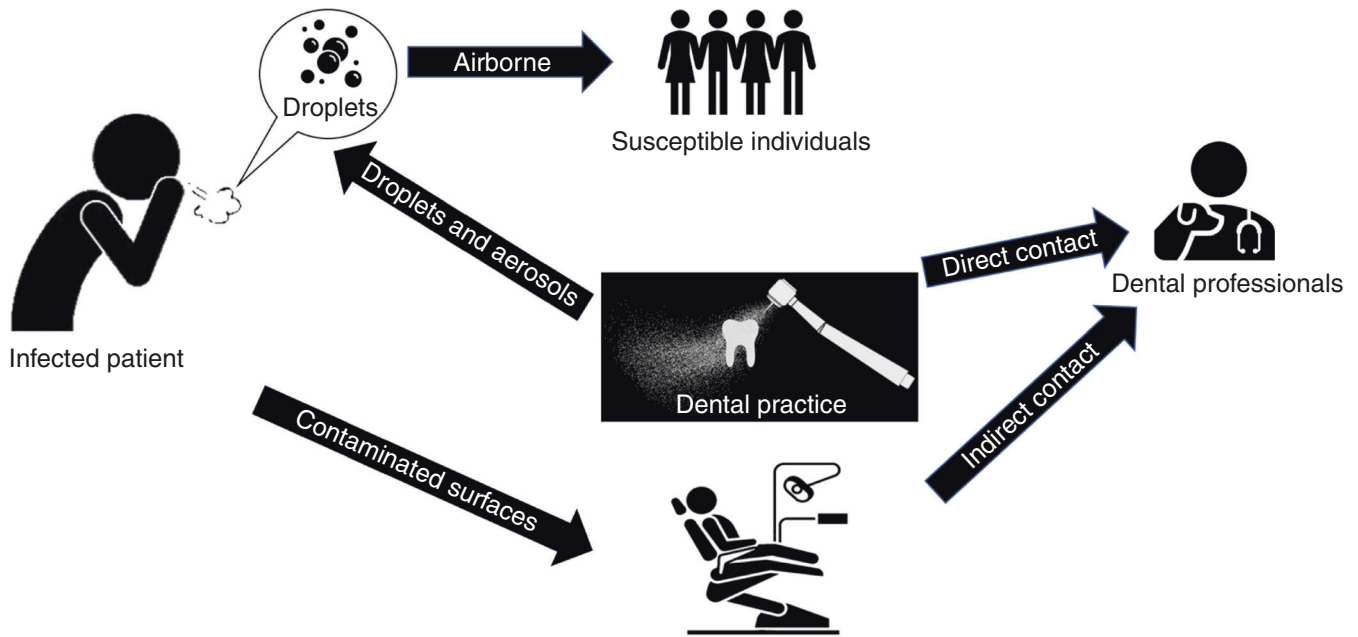 Droplets
Airborne
Susceptible individuals
Infected patient
Droplets and aerosols
Direct contact
Dental professionals
Dental practice
Contaminated surfaces
Indirect contact